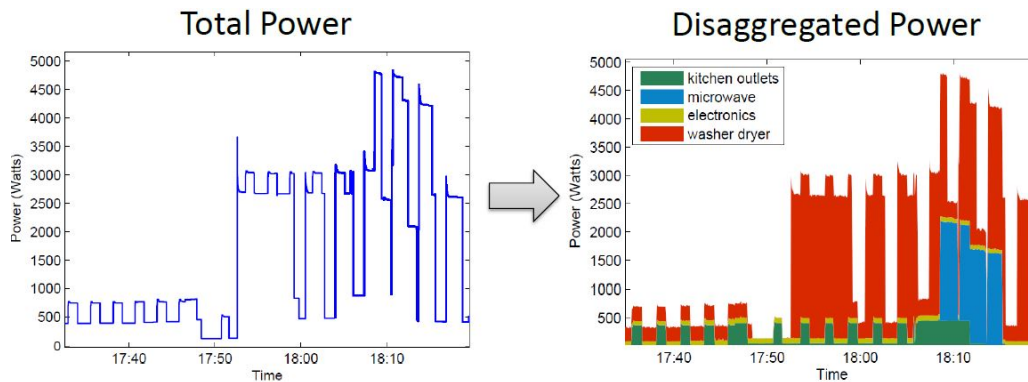 Total Power
Disaggregated Power
5000
4500
4000
3500
3000
2500
2000
1500
1000
500
0
Power (Watts)
17:40
17:50
18:00
18:10
Time
5000
4500
4000
3500
3000
2500
2000
1500
1000
500
Power (Watts)
kitchen outlets
microwave
electronics
washer dryer
17:40
17:50
18:00
18:10
Time